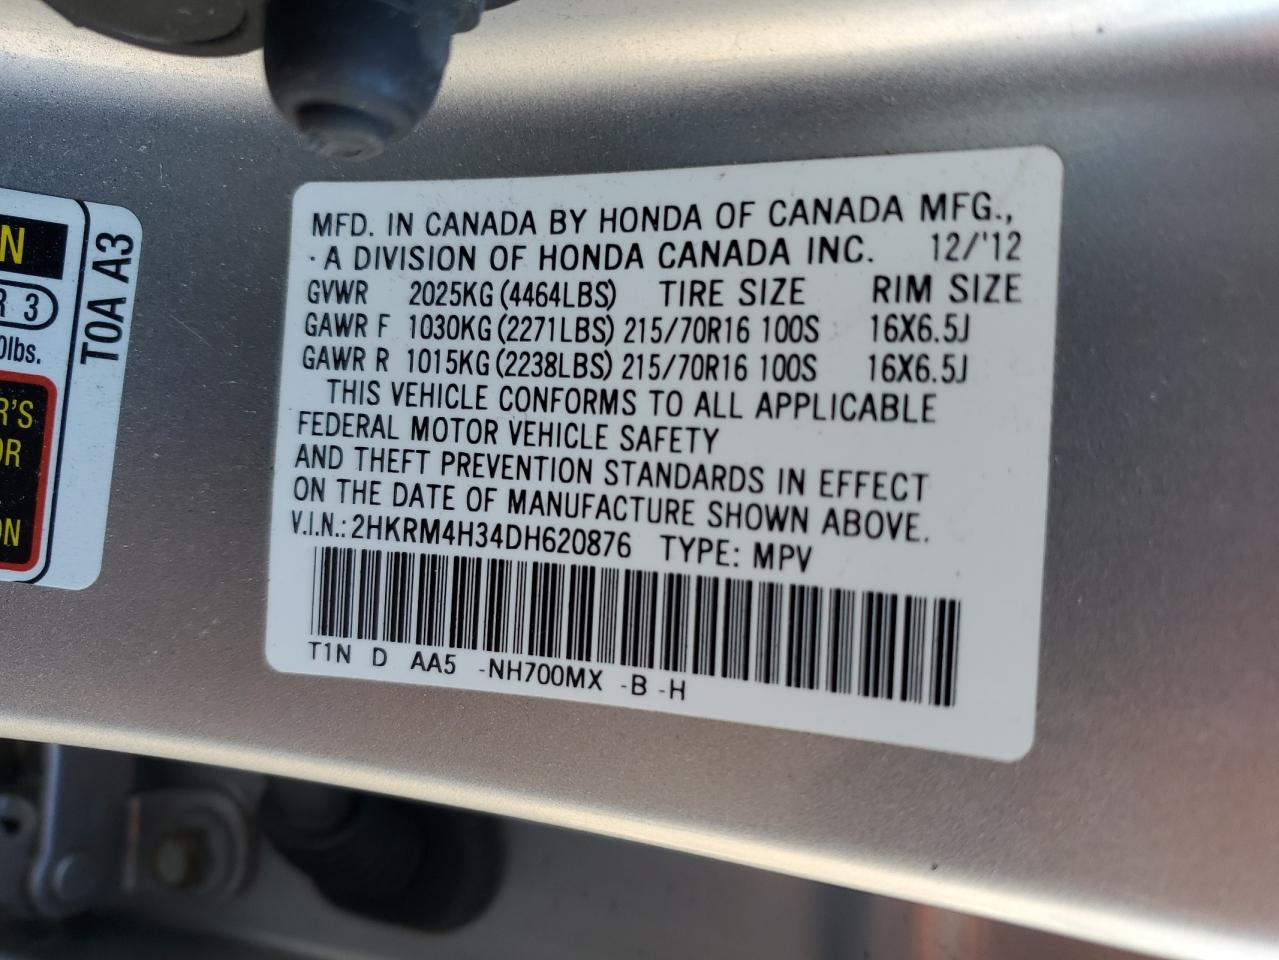 MFD. IN CANADA BY HONDA OF CANADA MFG.,
·A DIVISION OF HONDA CANADA INC. 12/'12
GVWR 2025KG (4464LBS) TIRE SIZE RIM SIZE
GAWR F 1030KG (2271LBS) 215/70R16 100S 16X6.5J
GAWR R 1015KG (2238LBS) 215/70R16 100S 16X6.5J
THIS VEHICLE CONFORMS TO ALL APPLICABLE
FEDERAL MOTOR VEHICLE SAFETY
AND THEFT PREVENTION STANDARDS IN EFFECT
ON THE DATE OF MANUFACTURE SHOWN ABOVE.
V.I.N.: 2HKRM4H34DH620876 TYPE: MPV
T1N D AA5 -NH700MX -B -H
T0A A3
3
lbs.